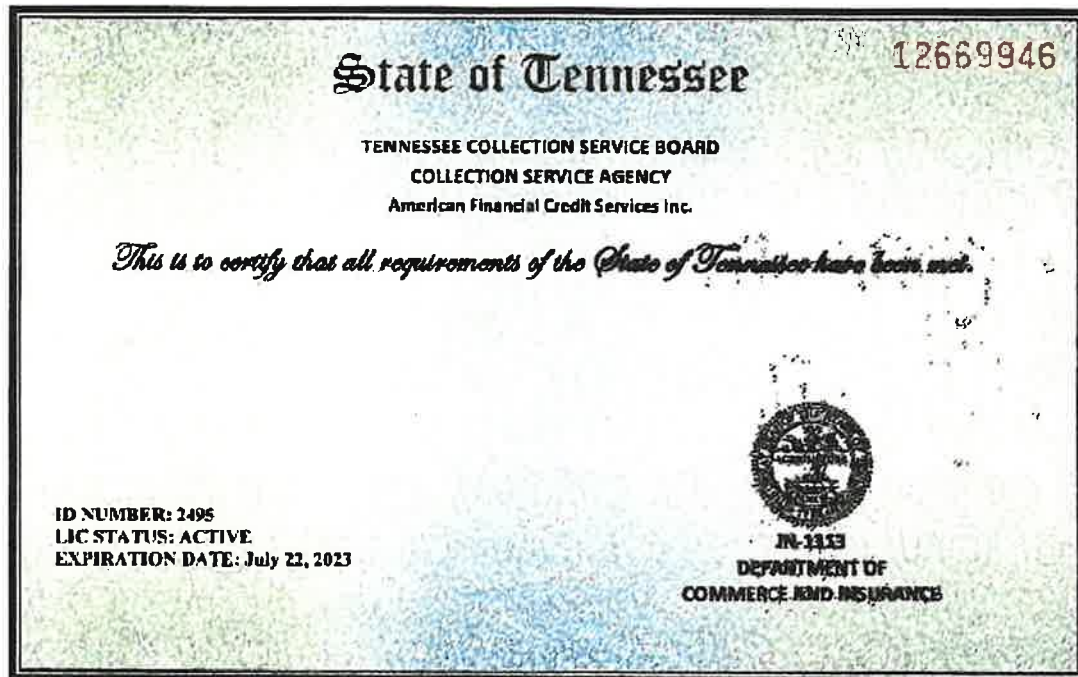 12669946
State of Tennessee
TENNESSEE COLLECTION SERVICE BOARD
COLLECTION SERVICE AGENCY
American Financial Credit Services Inc.
This is to certify that all requirements of the State of Tennessee have been met.
ID NUMBER: 2495
LIC STATUS: ACTIVE
EXPIRATION DATE: July 22, 2023
IN-1313
DEPARTMENT OF
COMMERCE AND INSURANCE